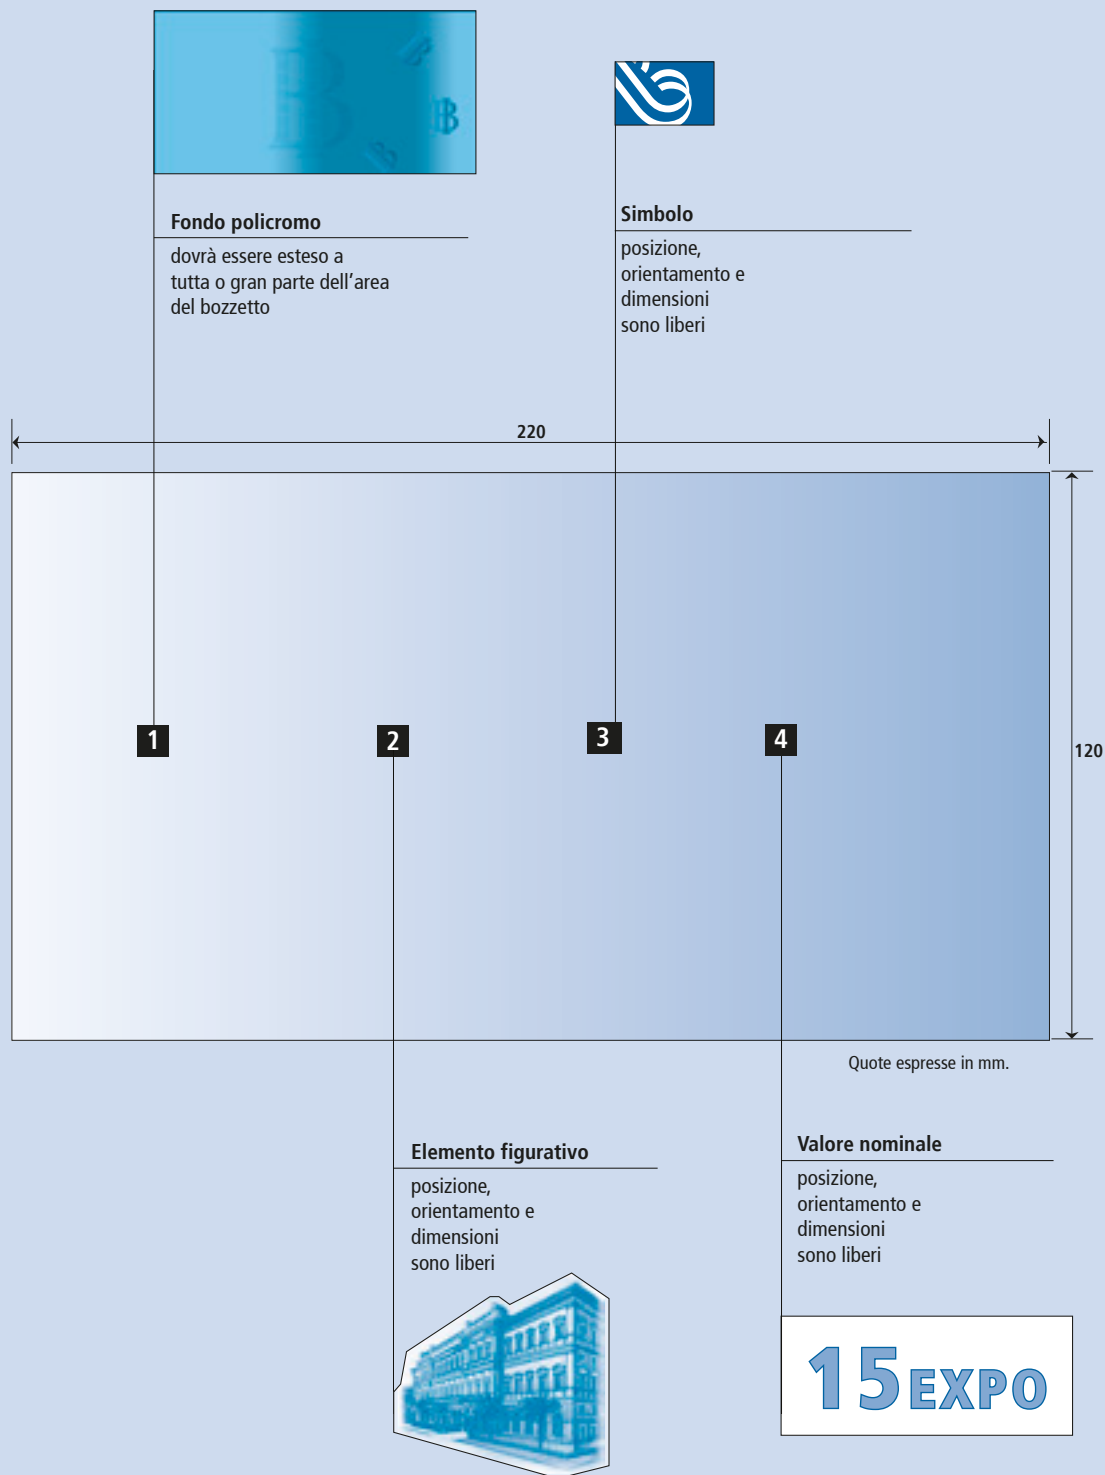 Fondo policromo
dovrà essere esteso a
tutta o gran parte dell'area
del bozzetto
Simbolo
posizione,
orientamento e
dimensioni
sono liberi
220
1
2
3
4
120
Quote espresse in mm.
Elemento figurativo
posizione,
orientamento e
dimensioni
sono liberi
Valore nominale
posizione,
orientamento e
dimensioni
sono liberi
15 EXPO